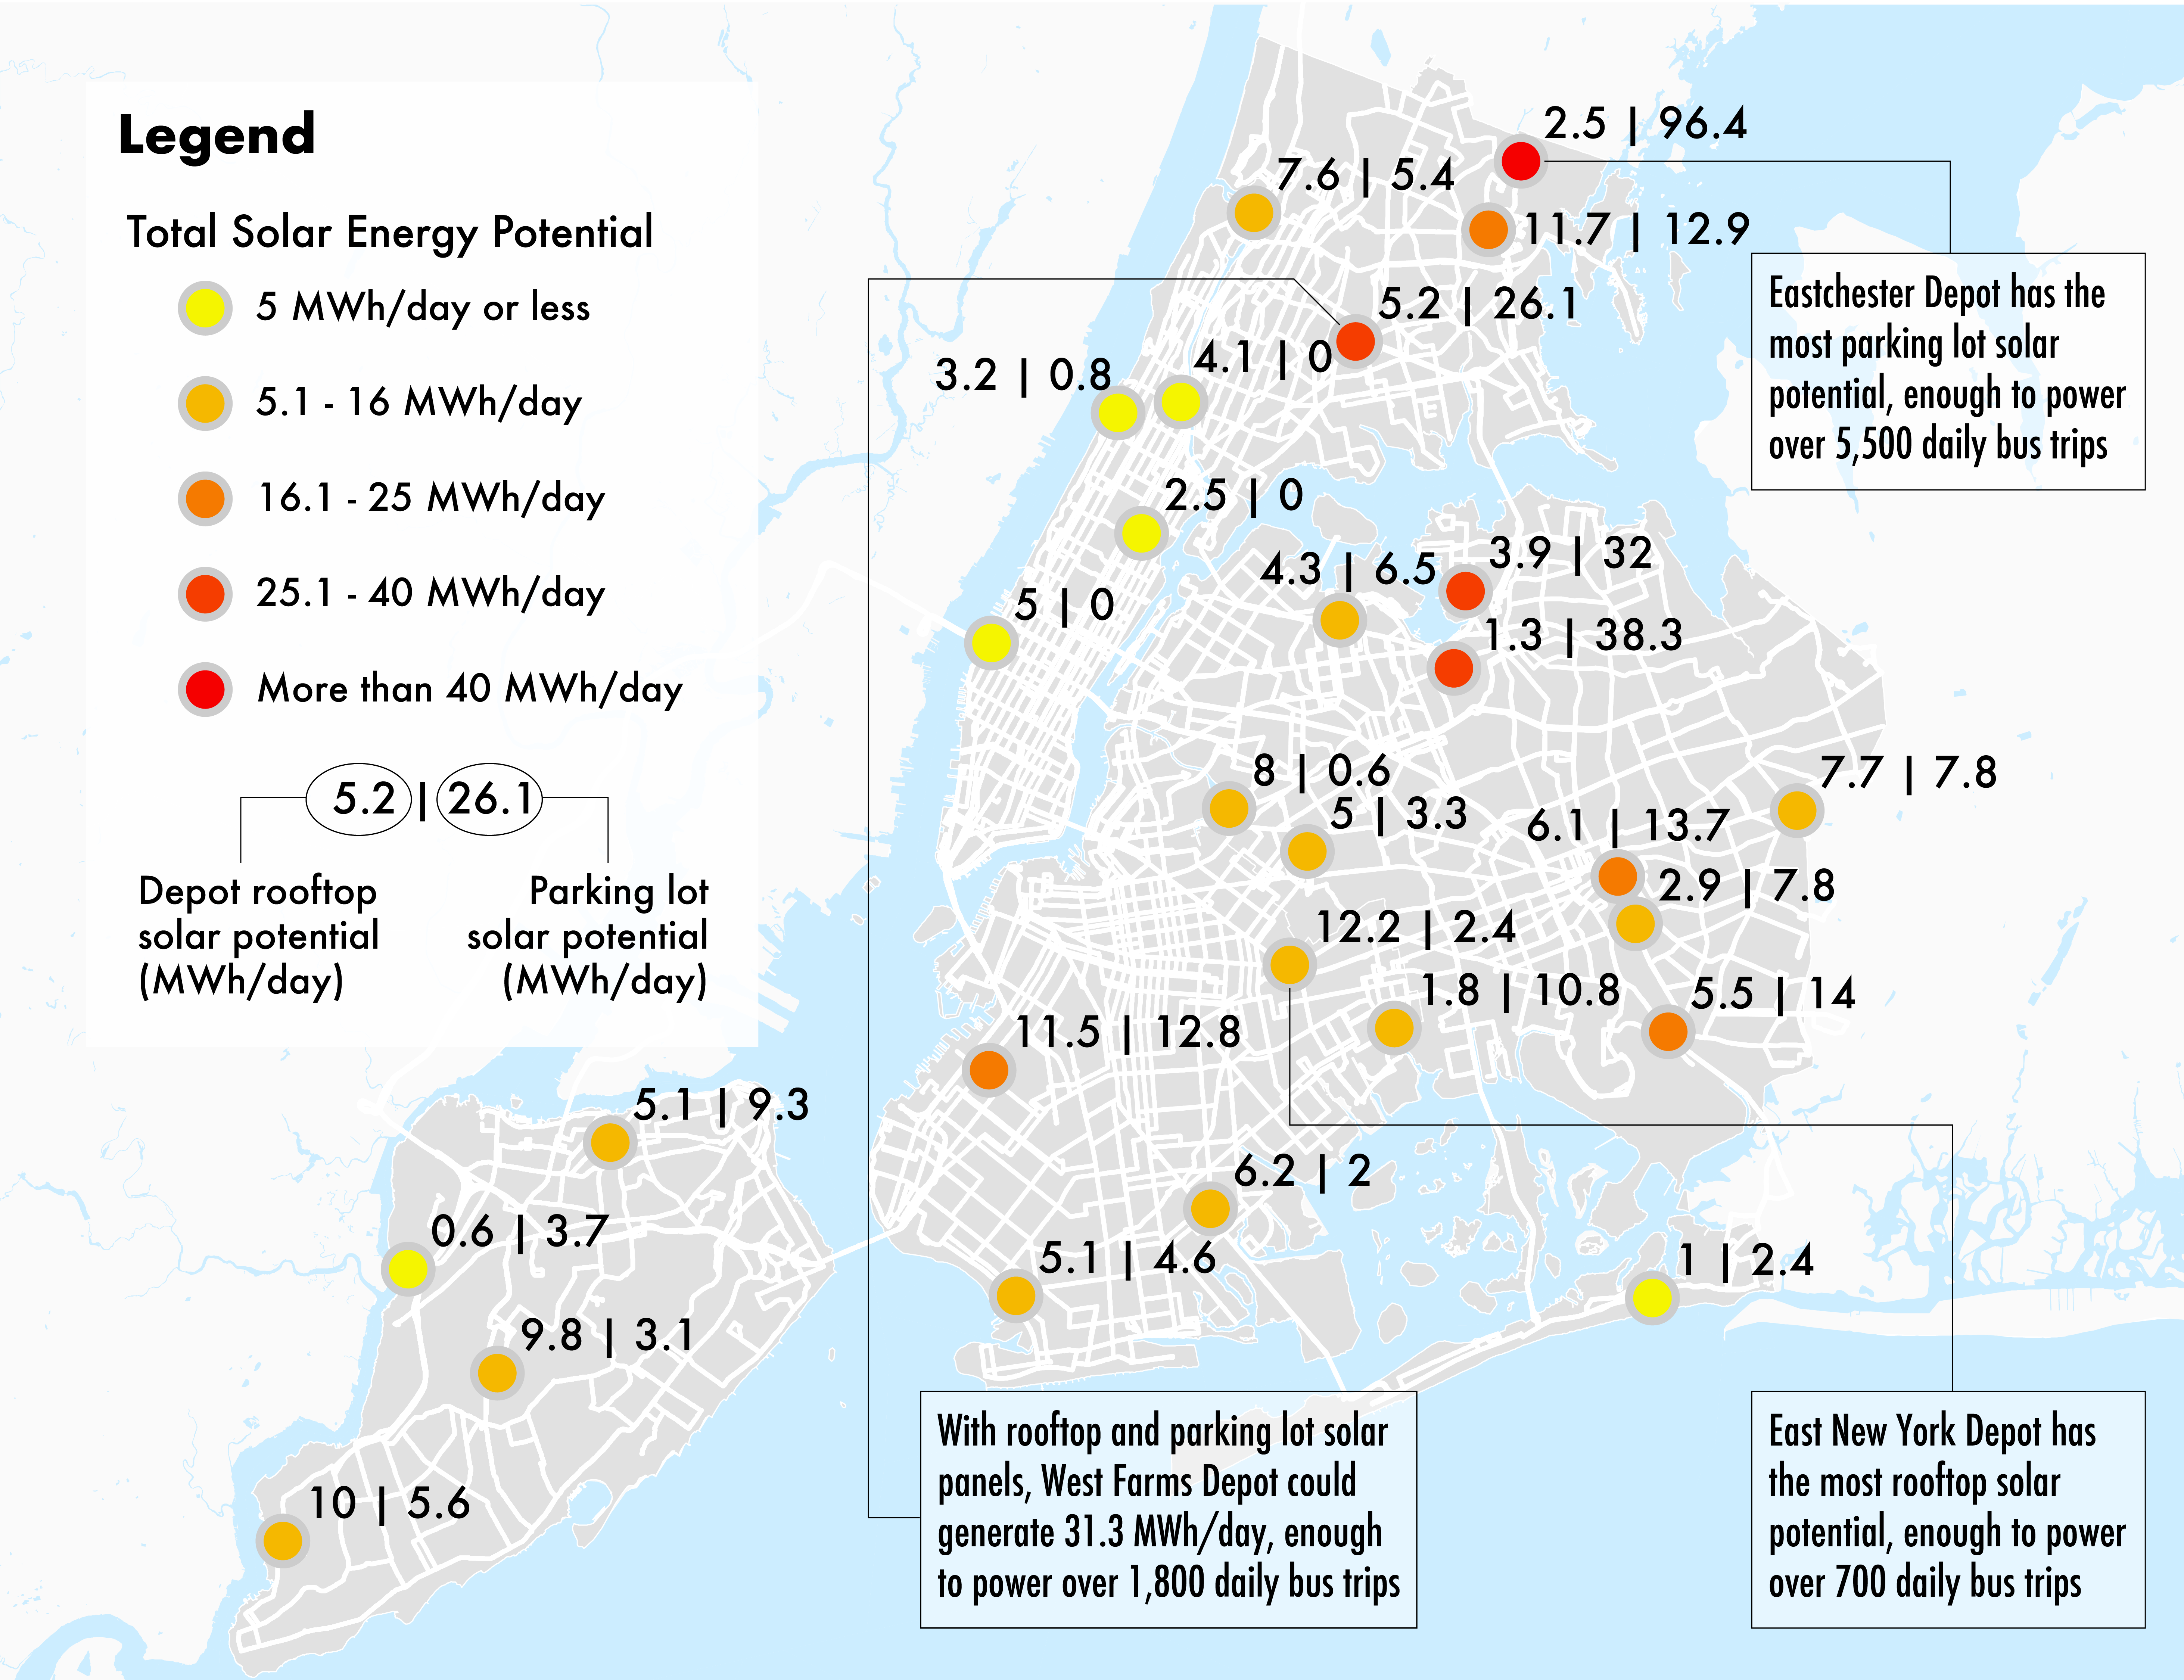 Legend
Total Solar Energy Potential
5 MWh/day or less
5.1 - 16 MWh/day
16.1 - 25 MWh/day
25.1 - 40 MWh/day
More than 40 MWh/day
5.2 | 26.1
Depot rooftop
solar potential
(MWh/day)
Parking lot
solar potential
(MWh/day)
2.5 | 96.4
7.6 | 5.4
11.7 | 12.9
Eastchester Depot has the
most parking lot solar
potential, enough to power
over 5,500 daily bus trips
5.2 | 26.1
4.1 | 0
3.2 | 0.8
2.5 | 0
3.9 | 32
4.3 | 6.5
5 | 0
1.3 | 38.3
8 | 0.6
7.7 | 7.8
5 | 3.3
6.1 | 13.7
2.9 | 7.8
12.2 | 2.4
1.8 | 10.8
5.5 | 14
11.5 | 12.8
5.1 | 9.3
6.2 | 2
0.6 | 3.7
5.1 | 4.6
1 | 2.4
9.8 | 3.1
10 | 5.6
With rooftop and parking lot solar
panels, West Farms Depot could
generate 31.3 MWh/day, enough
to power over 1,800 daily bus trips
East New York Depot has
the most rooftop solar
potential, enough to power
over 700 daily bus trips